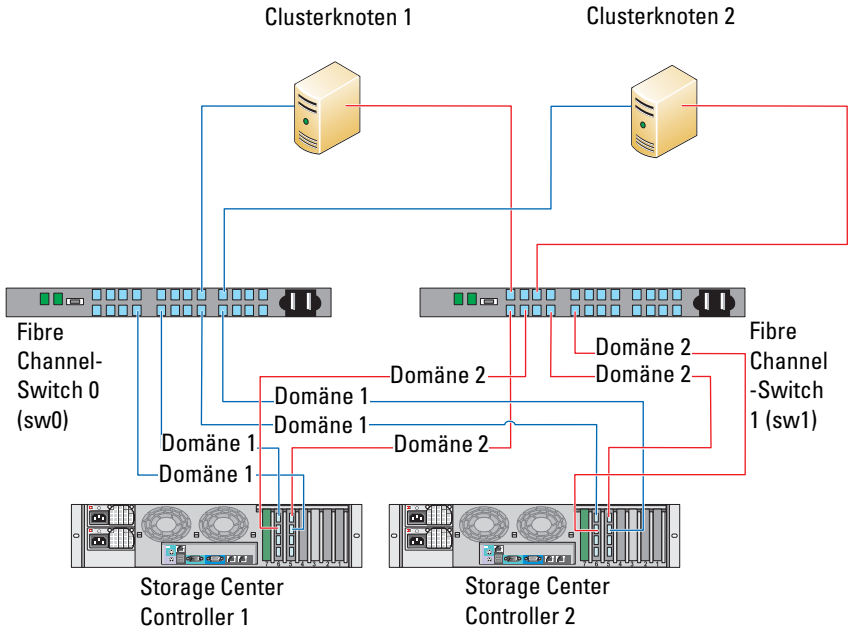 Clusterknoten 1
Clusterknoten 2
Fibre
Channel-
Switch 0
(sw0)
Fibre
Channel
-Switch
1 (sw1)
Domäne 2
Domäne 2
Domäne 2
Domäne 1
Domäne 1
Domäne 1
Domäne 2
Domäne 1
Storage Center
Controller 1
Storage Center
Controller 2